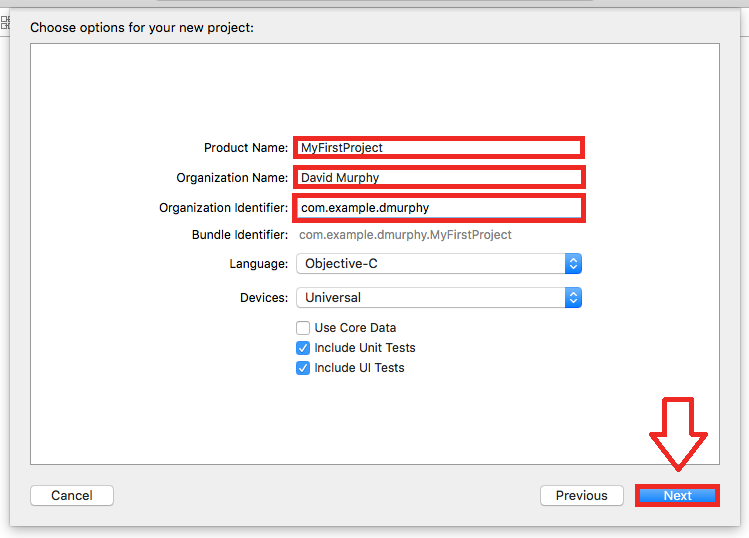 Choose options for your new project:
Product Name: MyFirstProject
Organization Name: David Murphy
Organization Identifier: com.example.dmurphy
Bundle Identifier: com.example.dmurphy.MyFirstProject
Language: Objective-C
Devices: Universal
Use Core Data
Include Unit Tests
Include UI Tests
Cancel Previous Next